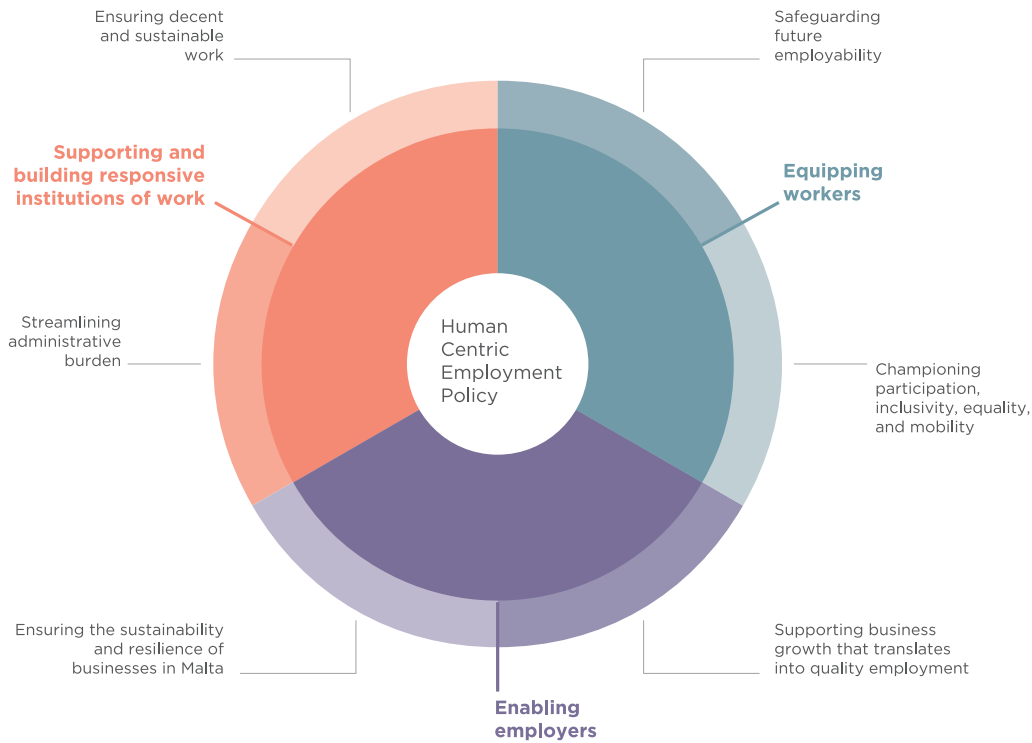 Ensuring decent
and sustainable
work
Safeguarding
future
employability
Supporting and
building responsive
institutions of work
Equipping
workers
Human
Centric
Employment
Policy
Streamlining
administrative
burden
Championing
participation,
inclusivity, equality,
and mobility
Ensuring the sustainability
and resilience of
businesses in Malta
Supporting business
growth that translates
into quality employment
Enabling
employers